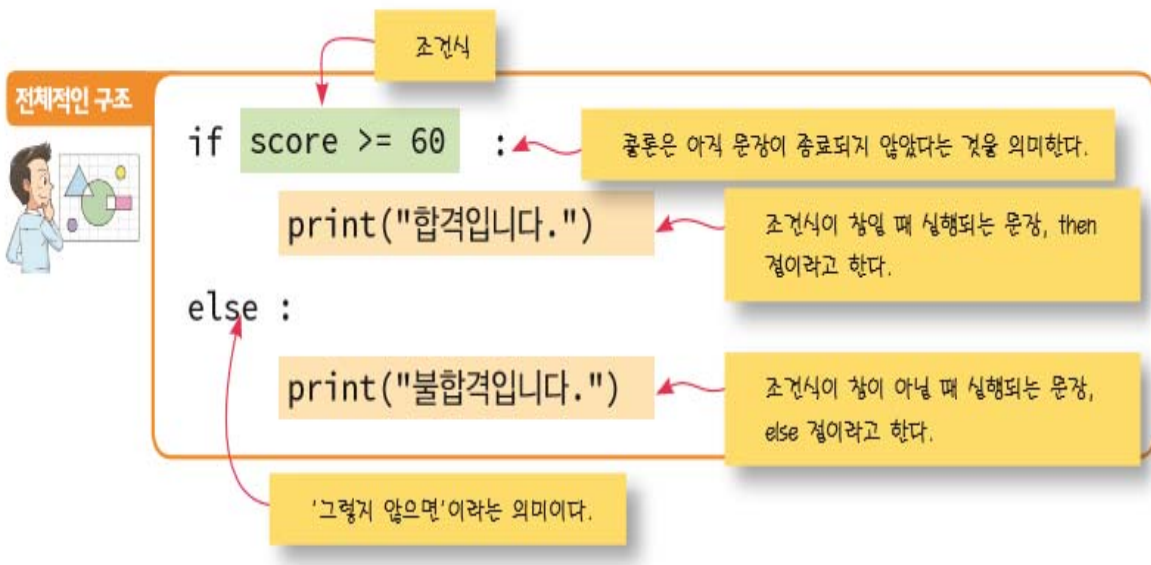 조건식
전체적인 구조
if score >= 60 :
콜론은 아직 문장이 종료되지 않았다는 것을 의미한다.
print("합격입니다.")
조건식이 참일 때 실행되는 문장, then
절이라고 한다.
else :
print("불합격입니다.")
조건식이 참이 아닐 때 실행되는 문장,
else 절이라고 한다.
'그렇지 않으면'이라는 의미이다.